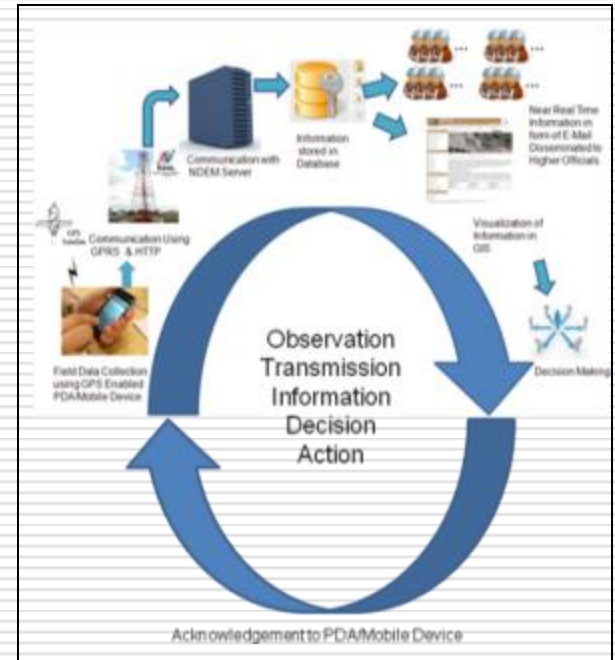 Near Real Time
Information in
form of E-Mail
Disseminated to
Higher Officials
Communication with
NDEM Server
Information
stored in
Database
Visualization of
Information in
GIS
GPS
Communication Using
GPRS & HTTP
Field Data Collection
using GPS Enabled
PDA/Mobile Device
Decision Making
Observation
Transmission
Information
Decision
Action
Acknowledgement to PDA/Mobile Device